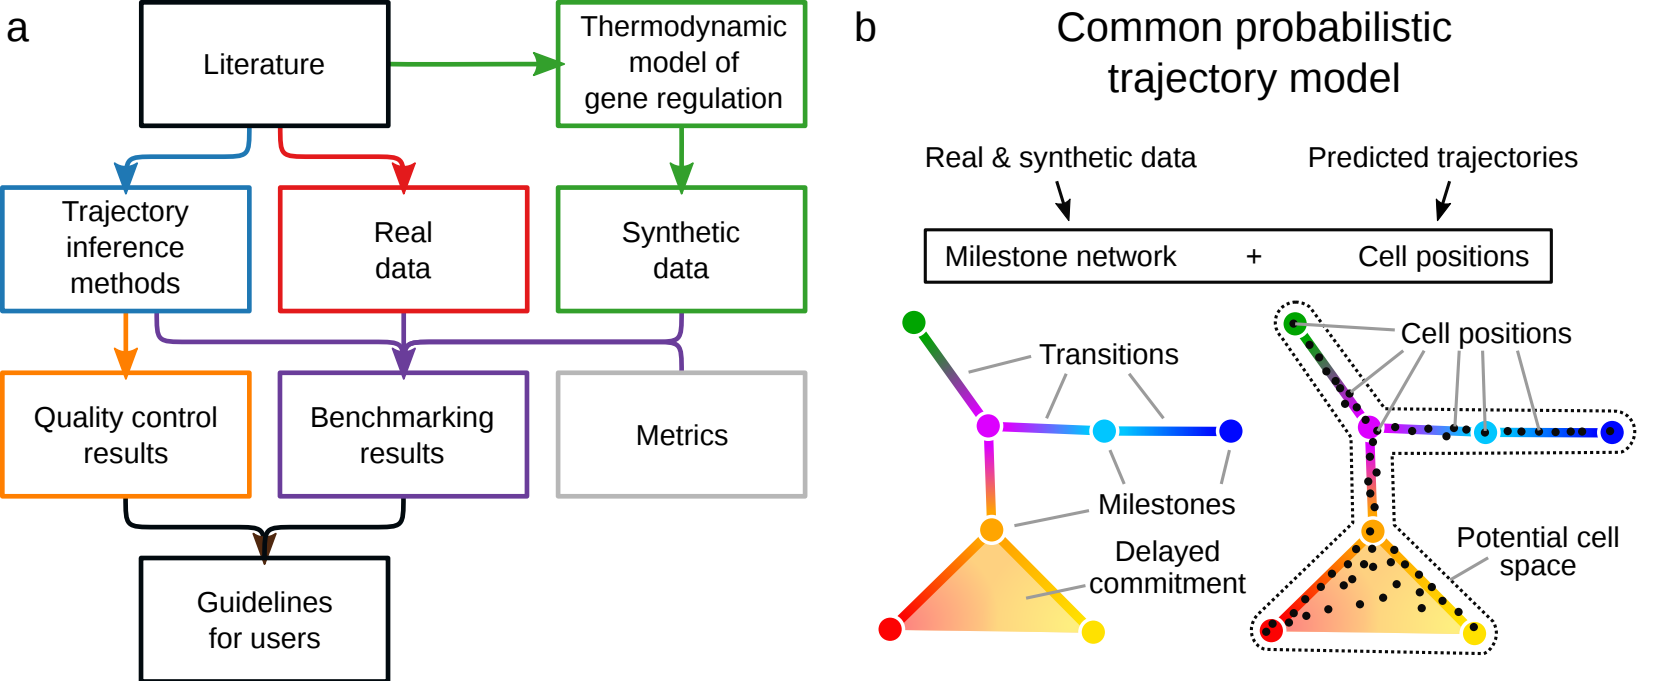 a
Literature
Thermodynamic
model of
gene regulation
Trajectory
inference
methods
Real
data
Synthetic
data
Quality control
results
Benchmarking
results
Metrics
Guidelines
for users
b
Common probabilistic
trajectory model
Real & synthetic data
Predicted trajectories
Milestone network + Cell positions
Transitions
Milestones
Delayed
commitment
Cell positions
Potential cell
space